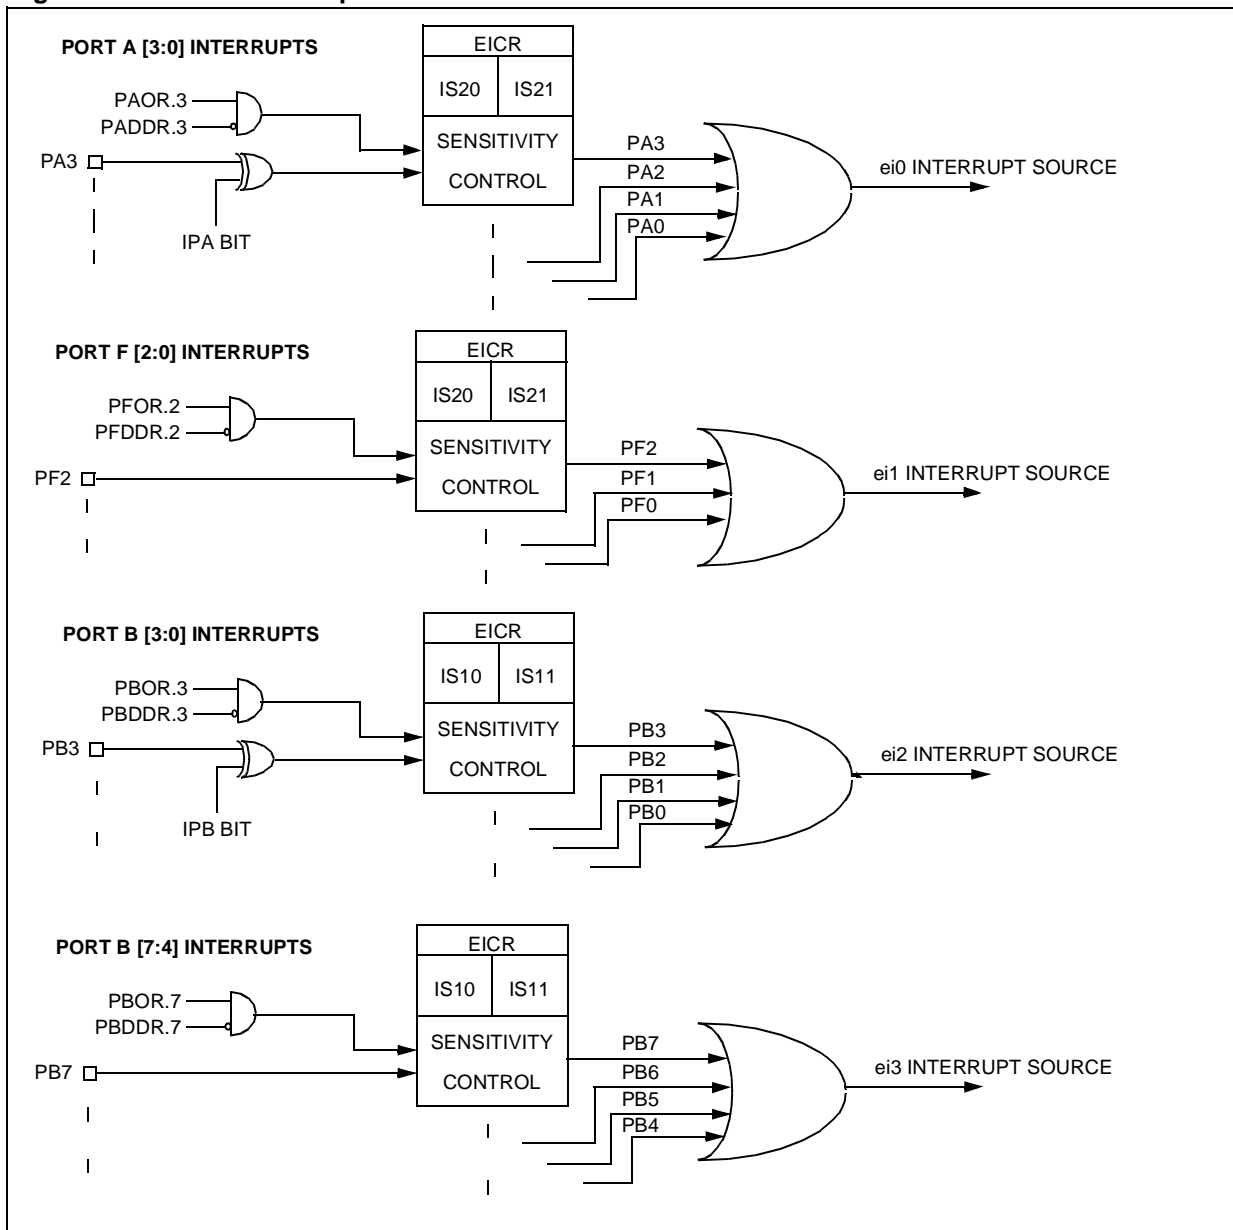 PORT A [3:0] INTERRUPTS
EICR
IS20 IS21
PAOR.3
PADDR.3
SENSITIVITY
CONTROL
PA3
IPA BIT
PA3
PA2
PA1
PA0
ei0 INTERRUPT SOURCE
PORT F [2:0] INTERRUPTS
EICR
IS20 IS21
PFOR.2
PFDDR.2
SENSITIVITY
CONTROL
PF2
PF2
PF1
PF0
ei1 INTERRUPT SOURCE
PORT B [3:0] INTERRUPTS
EICR
IS10 IS11
PBOR.3
PBDDR.3
SENSITIVITY
CONTROL
PB3
IPB BIT
PB3
PB2
PB1
PB0
ei2 INTERRUPT SOURCE
PORT B [7:4] INTERRUPTS
EICR
IS10 IS11
PBOR.7
PBDDR.7
SENSITIVITY
CONTROL
PB7
PB7
PB6
PB5
PB4
ei3 INTERRUPT SOURCE